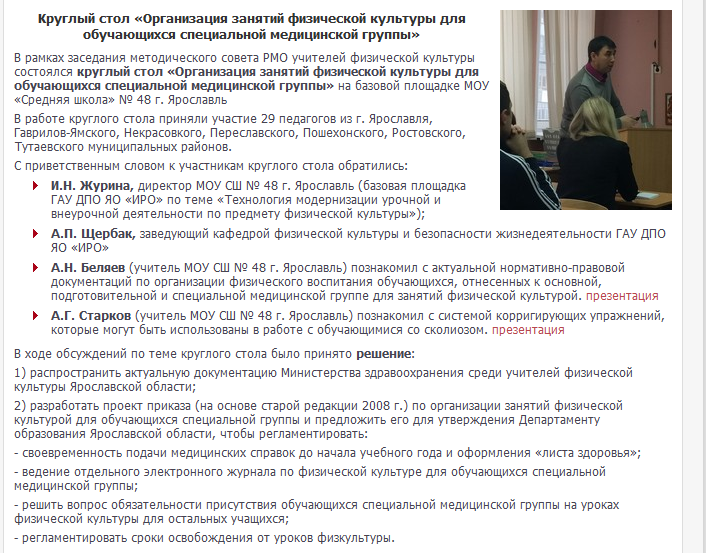 Круглый стол «Организация занятий физической культуры для
обучающихся специальной медицинской группы»
В рамках заседания методического совета РМО учителей физической культуры
состоялся круглый стол «Организация занятий физической культуры для
обучающихся специальной медицинской группы» на базовой площадке МОУ
«Средняя школа» № 48 г. Ярославль
В работе круглого стола приняли участие 29 педагогов из г. Ярославля,
Гаврилов-Ямского, Некрасовкого, Переславского, Пошехонского, Ростовского,
Тутаевского муниципальных районов.
С приветственным словом к участникам круглого стола обратились:
И.Н. Журина, директор МОУ СШ № 48 г. Ярославль (базовая площадка
ГАУ ДПО ЯО «ИРО» по теме «Технология модернизации урочной и
внеурочной деятельности по предмету физической культуры»);
А.П. Щербак, заведующий кафедрой физической культуры и безопасности жизнедеятельности ГАУ ДПО
ЯО «ИРО»
А.Н. Беляев (учитель МОУ СШ № 48 г. Ярославль) познакомил с актуальной нормативно-правовой
документацией по организации физического воспитания обучающихся, отнесенных к основной,
подготовительной и специальной медицинской группе для занятий физической культурой. презентация
А.Г. Старков (учитель МОУ СШ № 48 г. Ярославль) познакомил с системой корригирующих упражнений,
которые могут быть использованы в работе с обучающимися со сколиозом. презентация
В ходе обсуждений по теме круглого стола было принято решение:
1) распространить актуальную документацию Министерства здравоохранения среди учителей физической
культуры Ярославской области;
2) разработать проект приказа (на основе старой редакции 2008 г.) по организации занятий физической
культурой для обучающихся специальной группы и предложить его для утверждения Департаменту
образования Ярославской области, чтобы регламентировать:
- своевременность подачи медицинских справок до начала учебного года и оформления «листа здоровья»;
- ведение отдельного электронного журнала по физической культуре для обучающихся специальной
медицинской группы;
- решить вопрос обязательности присутствия обучающихся специальной медицинской группы на уроках
физической культуры для остальных учащихся;
- регламентировать сроки освобождения от уроков физкультуры.